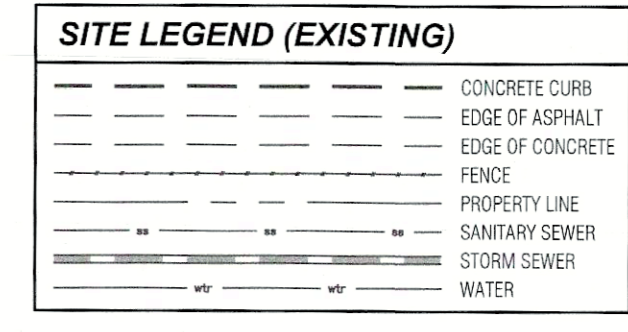 SITE LEGEND (EXISTING)
CONCRETE CURB
EDGE OF ASPHALT
EDGE OF CONCRETE
FENCE
PROPERTY LINE
ss ss ss SANITARY SEWER
STORM SEWER
wtr wtr WATER